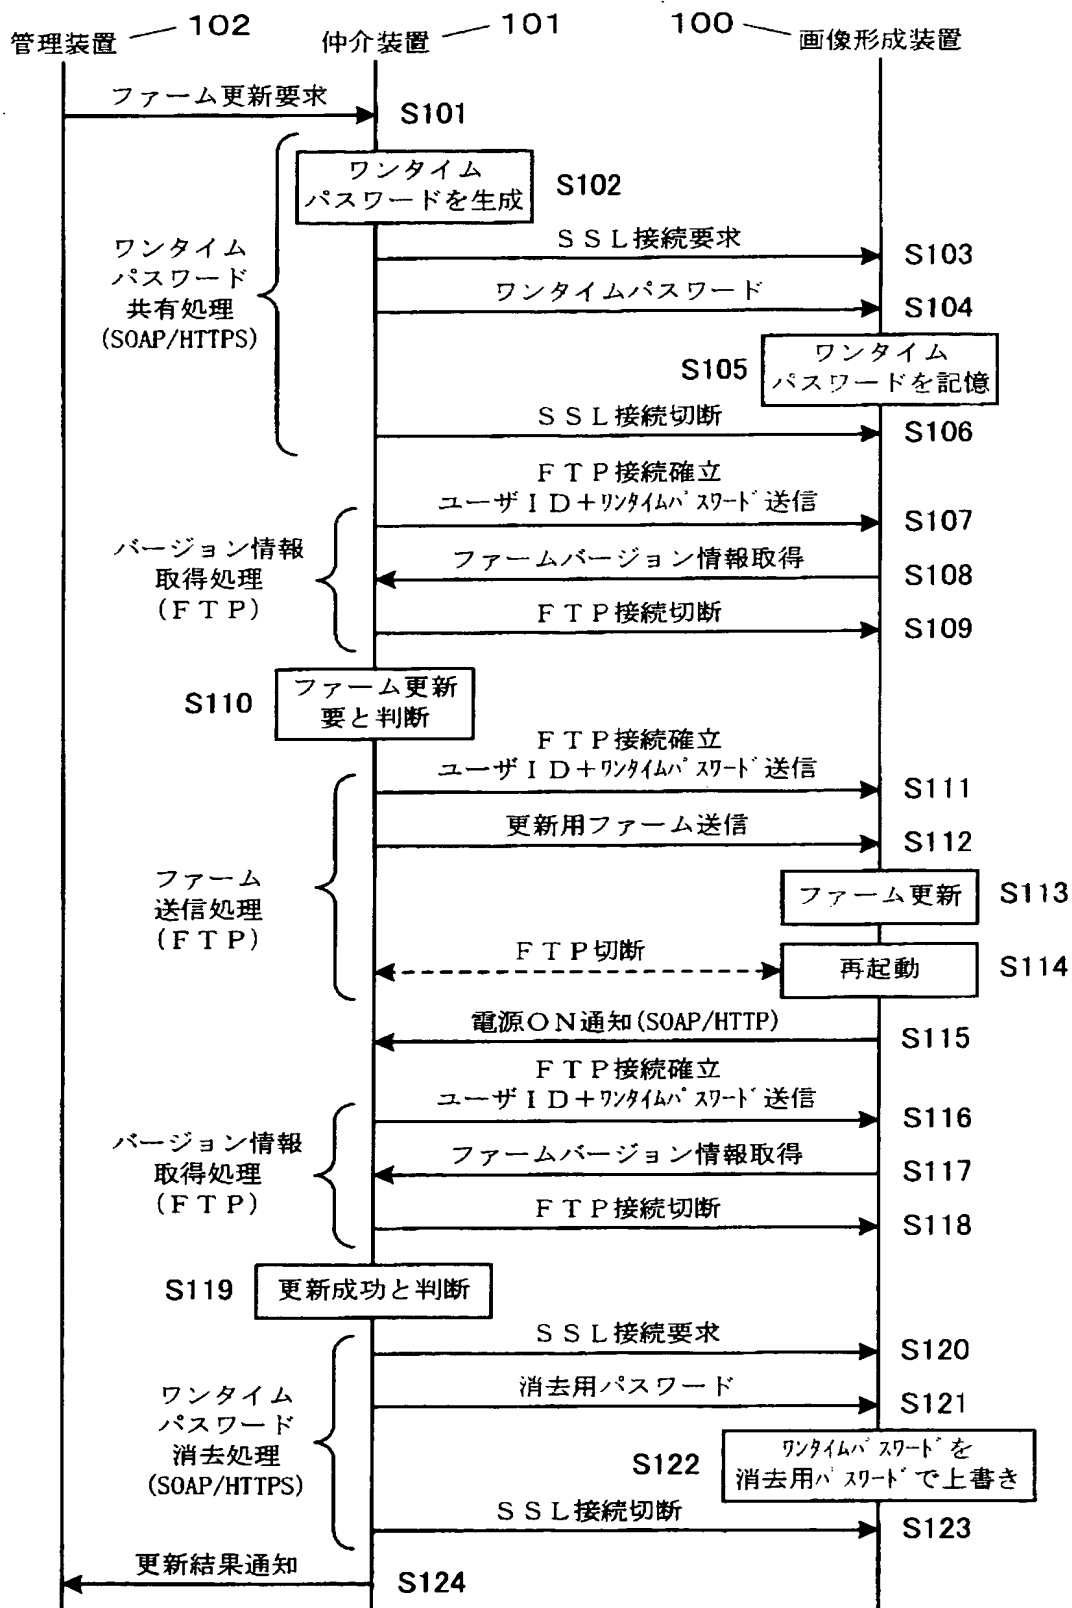 管理装置 102
仲介装置 101
100 画像形成装置
ファーム更新要求
S101
ワンタイム
パスワードを生成
S102
ワンタイム
パスワード
共有処理
(SOAP/HTTPS)
SSL接続要求
S103
ワンタイムパスワード
S104
S105
ワンタイム
パスワードを記憶
SSL接続切断
S106
FTP接続確立
ユーザID+ワンタイムパスワード送信
S107
バージョン情報
取得処理
(FTP)
ファームバージョン情報取得
S108
FTP接続切断
S109
S110
ファーム更新
要と判断
FTP接続確立
ユーザID+ワンタイムパスワード送信
S111
更新用ファーム送信
S112
ファーム
送信処理
(FTP)
ファーム更新
S113
FTP切断
再起動
S114
電源ON通知(SOAP/HTTP)
S115
FTP接続確立
ユーザID+ワンタイムパスワード送信
S116
バージョン情報
取得処理
(FTP)
ファームバージョン情報取得
S117
FTP接続切断
S118
S119
更新成功と判断
SSL接続要求
S120
消去用パスワード
S121
ワンタイム
パスワード
消去処理
(SOAP/HTTPS)
S122
ワンタイムパスワードを
消去用パスワードで上書き
SSL接続切断
S123
更新結果通知
S124